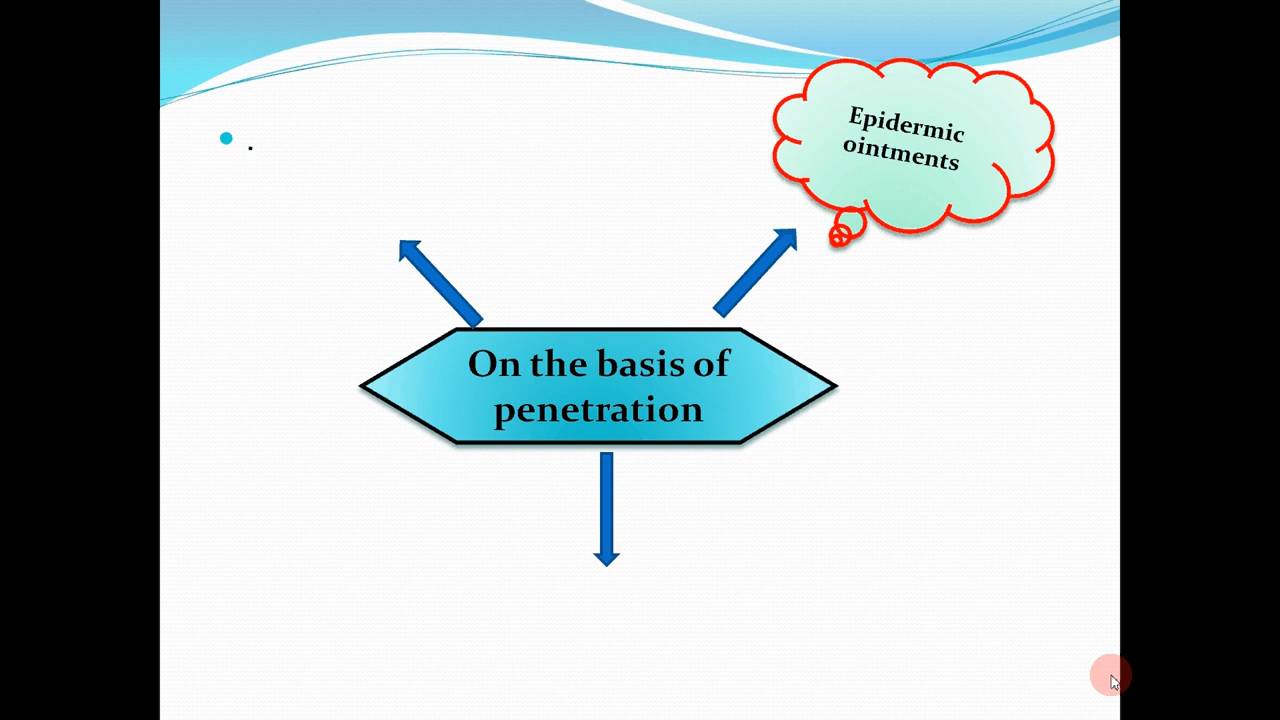 Epidermic
ointments
.
On the basis of
penetration